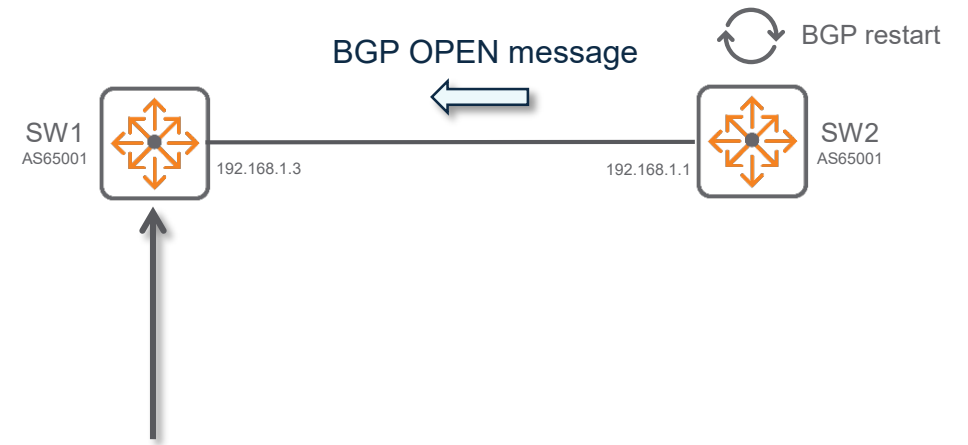 BGP restart
BGP OPEN message
SW1
AS65001
SW2
AS65001
192.168.1.3
192.168.1.1